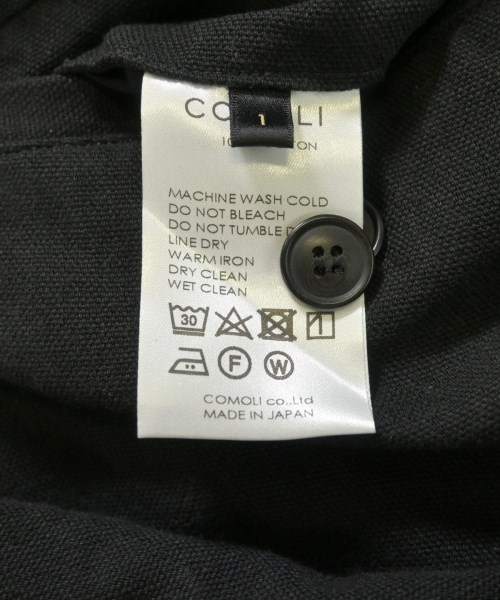 COMOLI
1
MACHINE WASH COLD
DO NOT BLEACH
DO NOT TUMBLE
LINE DRY
WARM IRON
DRY CLEAN
WET CLEAN
30
F W
COMOLI co.,Ltd
MADE IN JAPAN